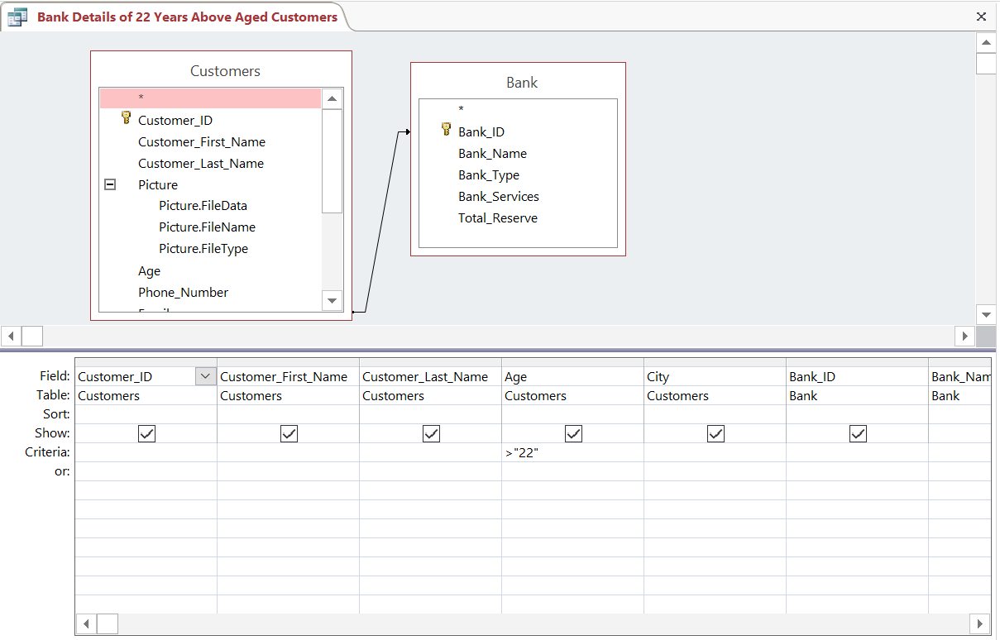 Bank Details of 22 Years Above Aged Customers
Customers
*
Customer_ID
Customer_First_Name
Customer_Last_Name
Picture
Picture.FileData
Picture.FileName
Picture.FileType
Age
Phone_Number
Bank
*
Bank_ID
Bank_Name
Bank_Type
Bank_Services
Total_Reserve
Field: Customer_ID Customer_First_Name Customer_Last_Name Age City Bank_ID Bank_Nam
Table: Customers Customers Customers Customers Customers Bank Bank
Sort:
Show:
Criteria: >"22"
or: